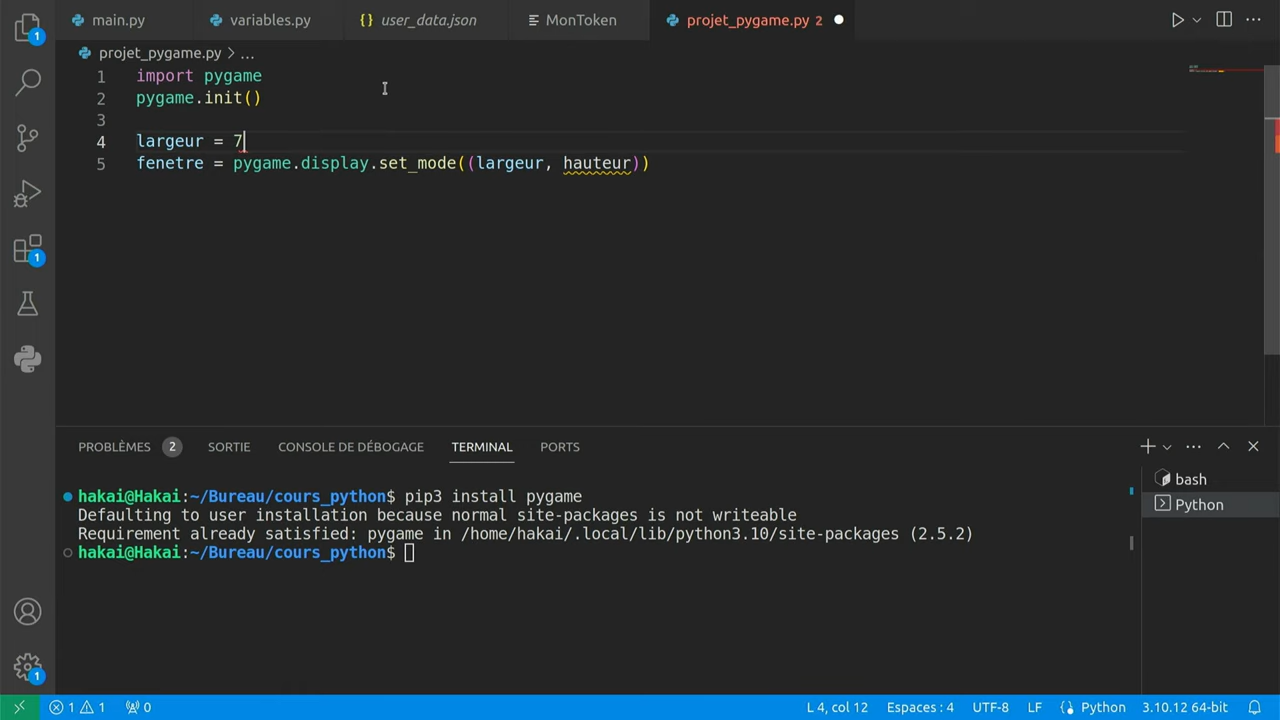 main.py
variables.py
{} user_data.json
MonToken
projet_pygame.py 2
projet_pygame.py > ...
1 import pygame
2 pygame.init()
3
4 largeur = 7
5 fenetre = pygame.display.set_mode((largeur, hauteur))
1
1
1
PROBLÈMES 2
SORTIE
CONSOLE DE DÉBOGAGE
TERMINAL
PORTS
hakai@Hakai:~/Bureau/cours_python$ pip3 install pygame
Defaulting to user installation because normal site-packages is not writeable
Requirement already satisfied: pygame in /home/hakai/.local/lib/python3.10/site-packages (2.5.2)
hakai@Hakai:~/Bureau/cours_python$
bash
Python
1 1 0
L 4, col 12
Espaces : 4
UTF-8
LF
{} Python
3.10.12 64-bit